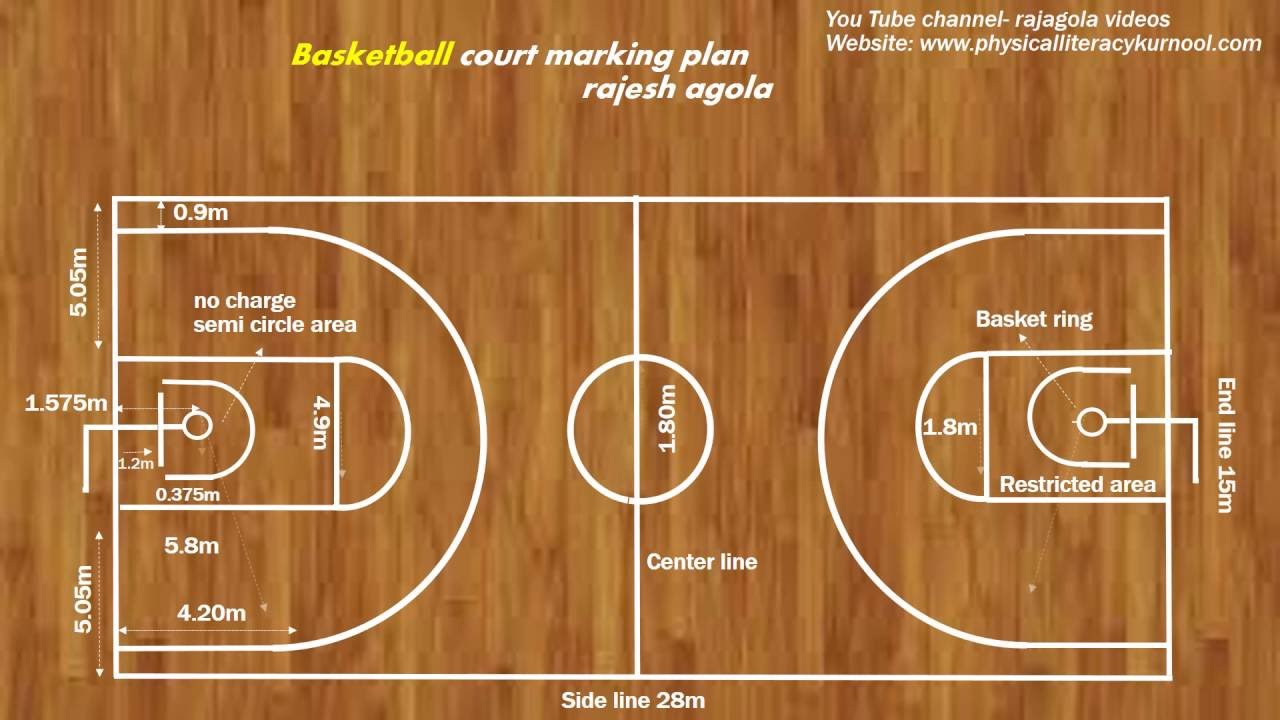 You Tube channel- rajagola videos
Website: www.physicalliteracykurnool.com
Basketball court marking plan
rajesh agola
0.9m
5.05m
no charge
semi circle area
Basket ring
1.575m
4.9m
1.80m
1.8m
End line 15m
1.2m
0.375m
Restricted area
5.8m
Center line
5.05m
4.20m
Side line 28m